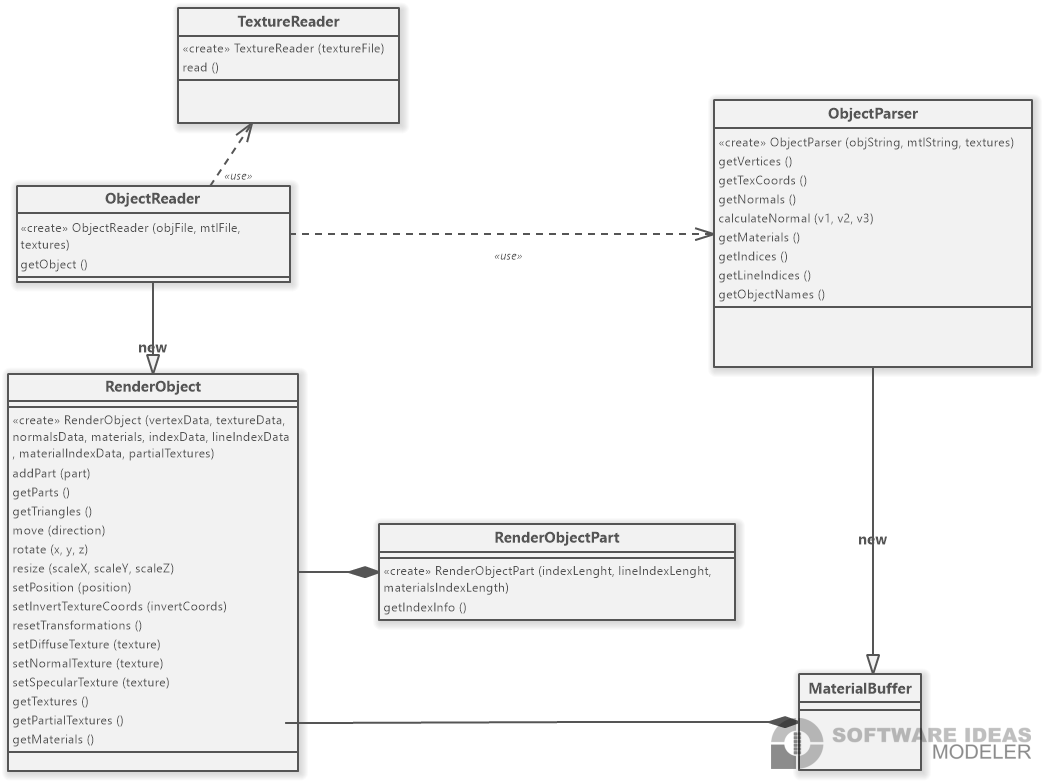 TextureReader
«create» TextureReader (textureFile)
read ()
«use»
ObjectReader
«create» ObjectReader (objFile, mtlFile,
textures)
getObject ()
«use»
ObjectParser
«create» ObjectParser (objString, mtlString, textures)
getVertices ()
getTexCoords ()
getNormals ()
calculateNormal (v1, v2, v3)
getMaterials ()
getIndices ()
getLineIndices ()
getObjectNames ()
new
RenderObject
«create» RenderObject (vertexData, textureData,
normalsData, materials, indexData, lineIndexData
, materialIndexData, partialTextures)
addPart (part)
getParts ()
getTriangles ()
move (direction)
rotate (x, y, z)
resize (scaleX, scaleY, scaleZ)
setPosition (position)
setInvertTextureCoords (invertCoords)
resetTransformations ()
setDiffuseTexture (texture)
setNormalTexture (texture)
setSpecularTexture (texture)
getTextures ()
getPartialTextures ()
getMaterials ()
RenderObjectPart
«create» RenderObjectPart (indexLenght, lineIndexLenght,
materialsIndexLength)
getIndexInfo ()
new
MaterialBuffer
SOFTWARE IDEAS
MODELER